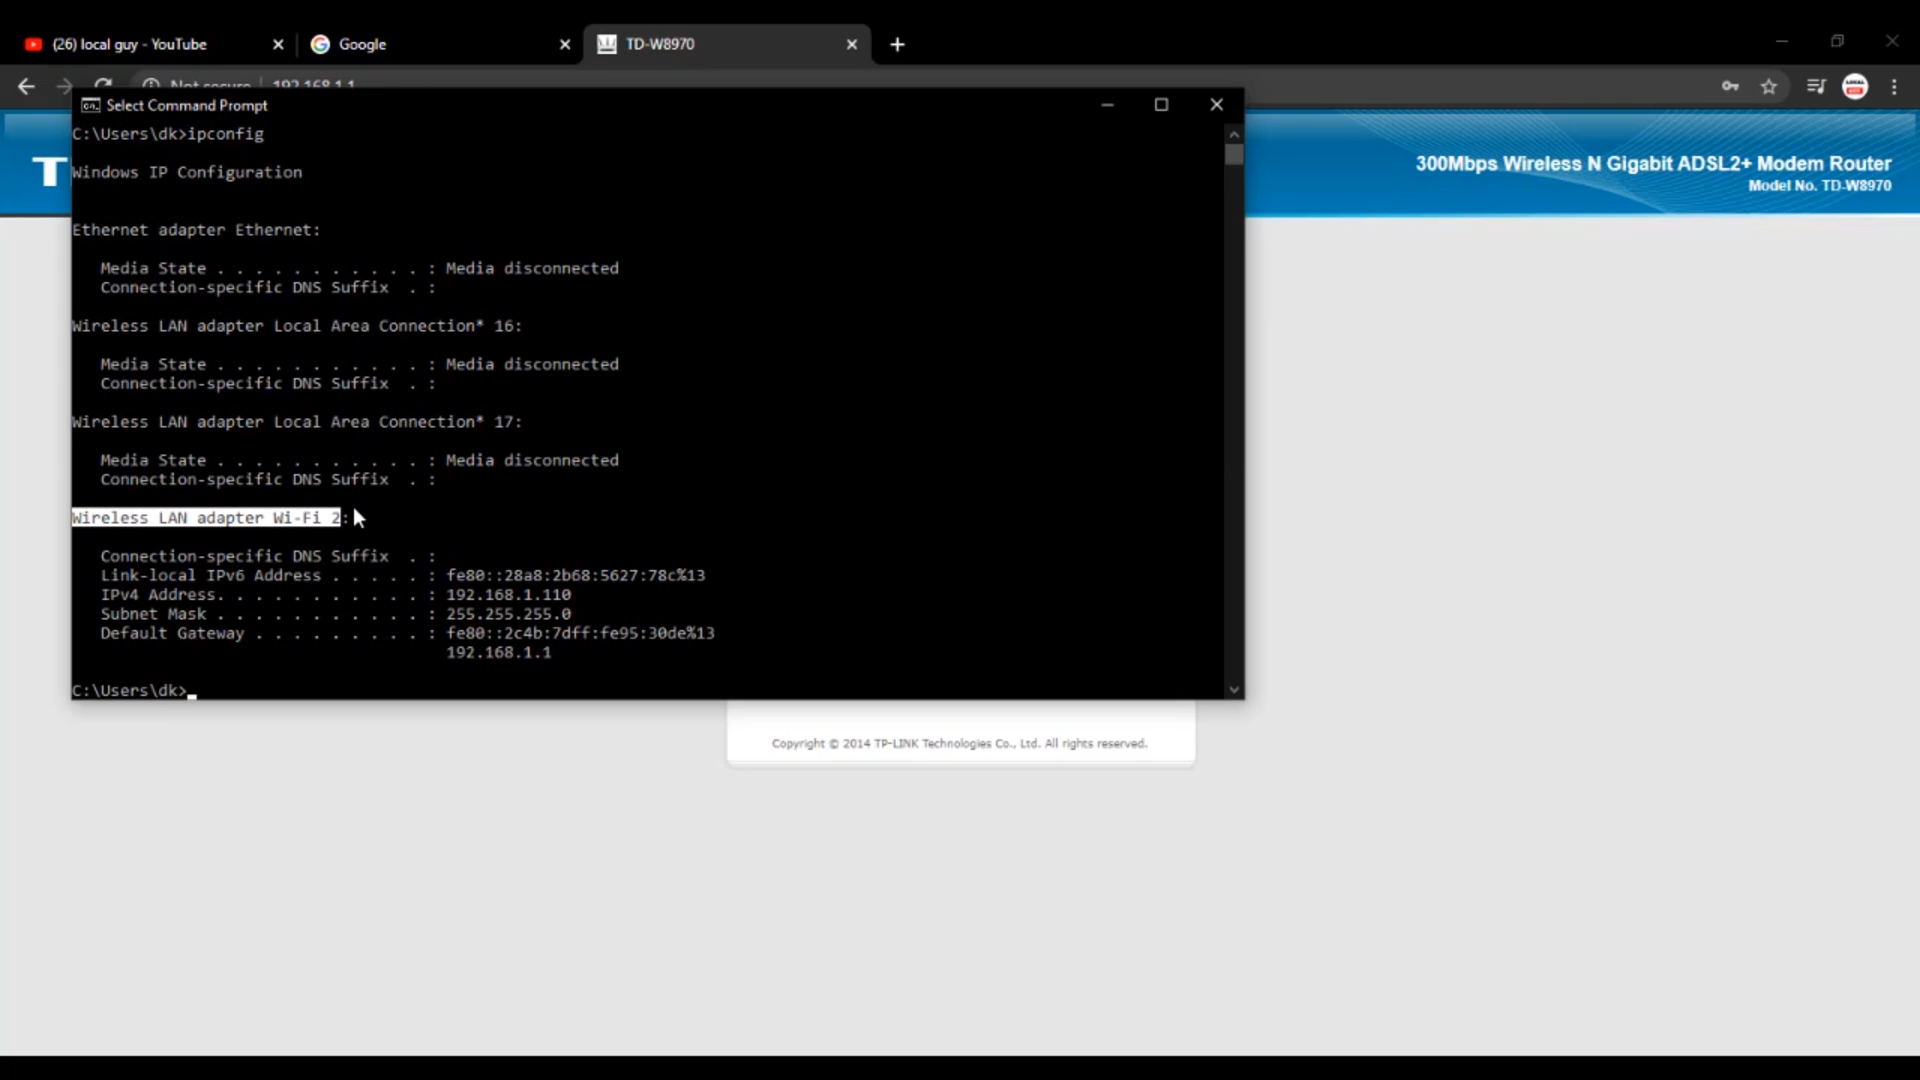 (26) local guy - YouTube
Google
TD-W8970
Not secure | 192.168.1.1
Select Command Prompt
C:\Users\dk>ipconfig
Windows IP Configuration
Ethernet adapter Ethernet:
Media State . . . . . . . . . . . : Media disconnected
Connection-specific DNS Suffix  . :
Wireless LAN adapter Local Area Connection* 16:
Media State . . . . . . . . . . . : Media disconnected
Connection-specific DNS Suffix  . :
Wireless LAN adapter Local Area Connection* 17:
Media State . . . . . . . . . . . : Media disconnected
Connection-specific DNS Suffix  . :
Wireless LAN adapter Wi-Fi 2:
Connection-specific DNS Suffix  . :
Link-local IPv6 Address . . . . . : fe80::28a8:2b68:5627:78c%13
IPv4 Address. . . . . . . . . . . : 192.168.1.110
Subnet Mask . . . . . . . . . . . : 255.255.255.0
Default Gateway . . . . . . . . . : fe80::2c4b:7dff:fe95:30de%13
192.168.1.1
C:\Users\dk>
T
300Mbps Wireless N Gigabit ADSL2+ Modem Router
Model No. TD-W8970
Copyright © 2014 TP-LINK Technologies Co., Ltd. All rights reserved.